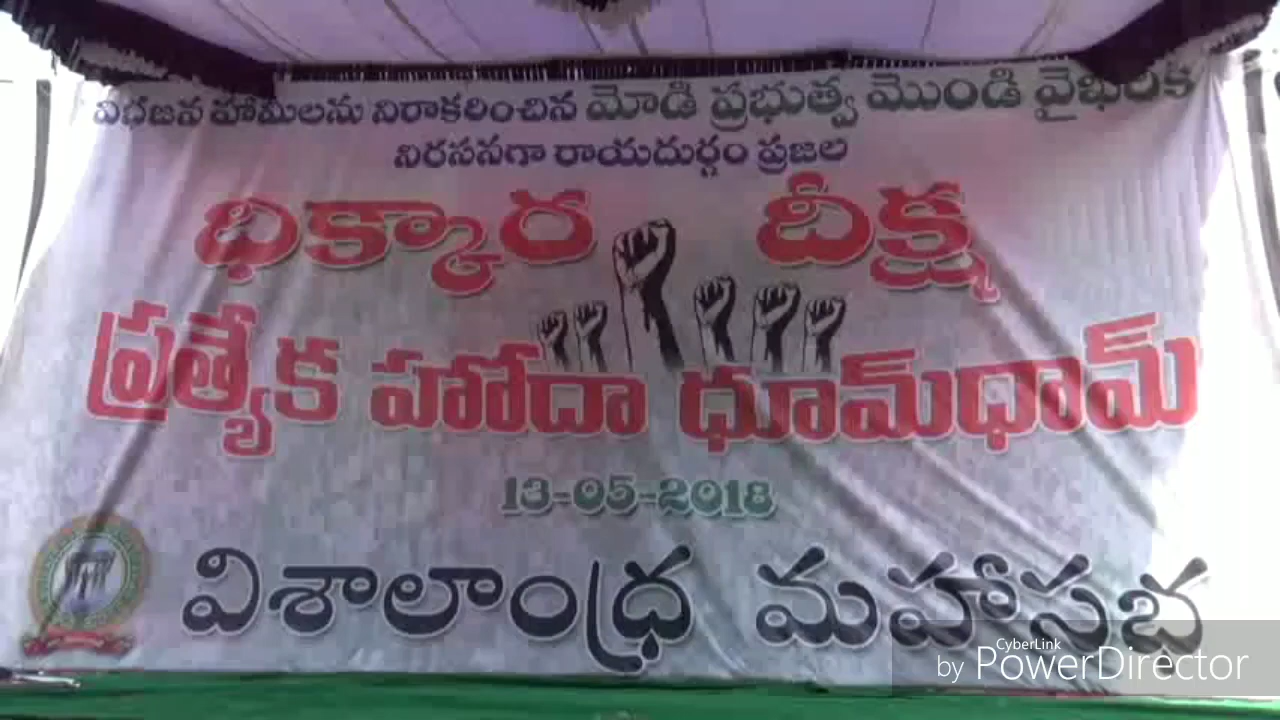 విభజన హామీలను నిరాకరించిన మోడి ప్రభుత్వ మొండి వైఖరికి
నిరసనగా రాయదుర్గం ప్రజల
ధిక్కార దీక్ష
ప్రత్యేక హోదా ధూమ్‌ధామ్
13-05-2018
విశాలాంధ్ర మహాసభ
CyberLink
by PowerDirector